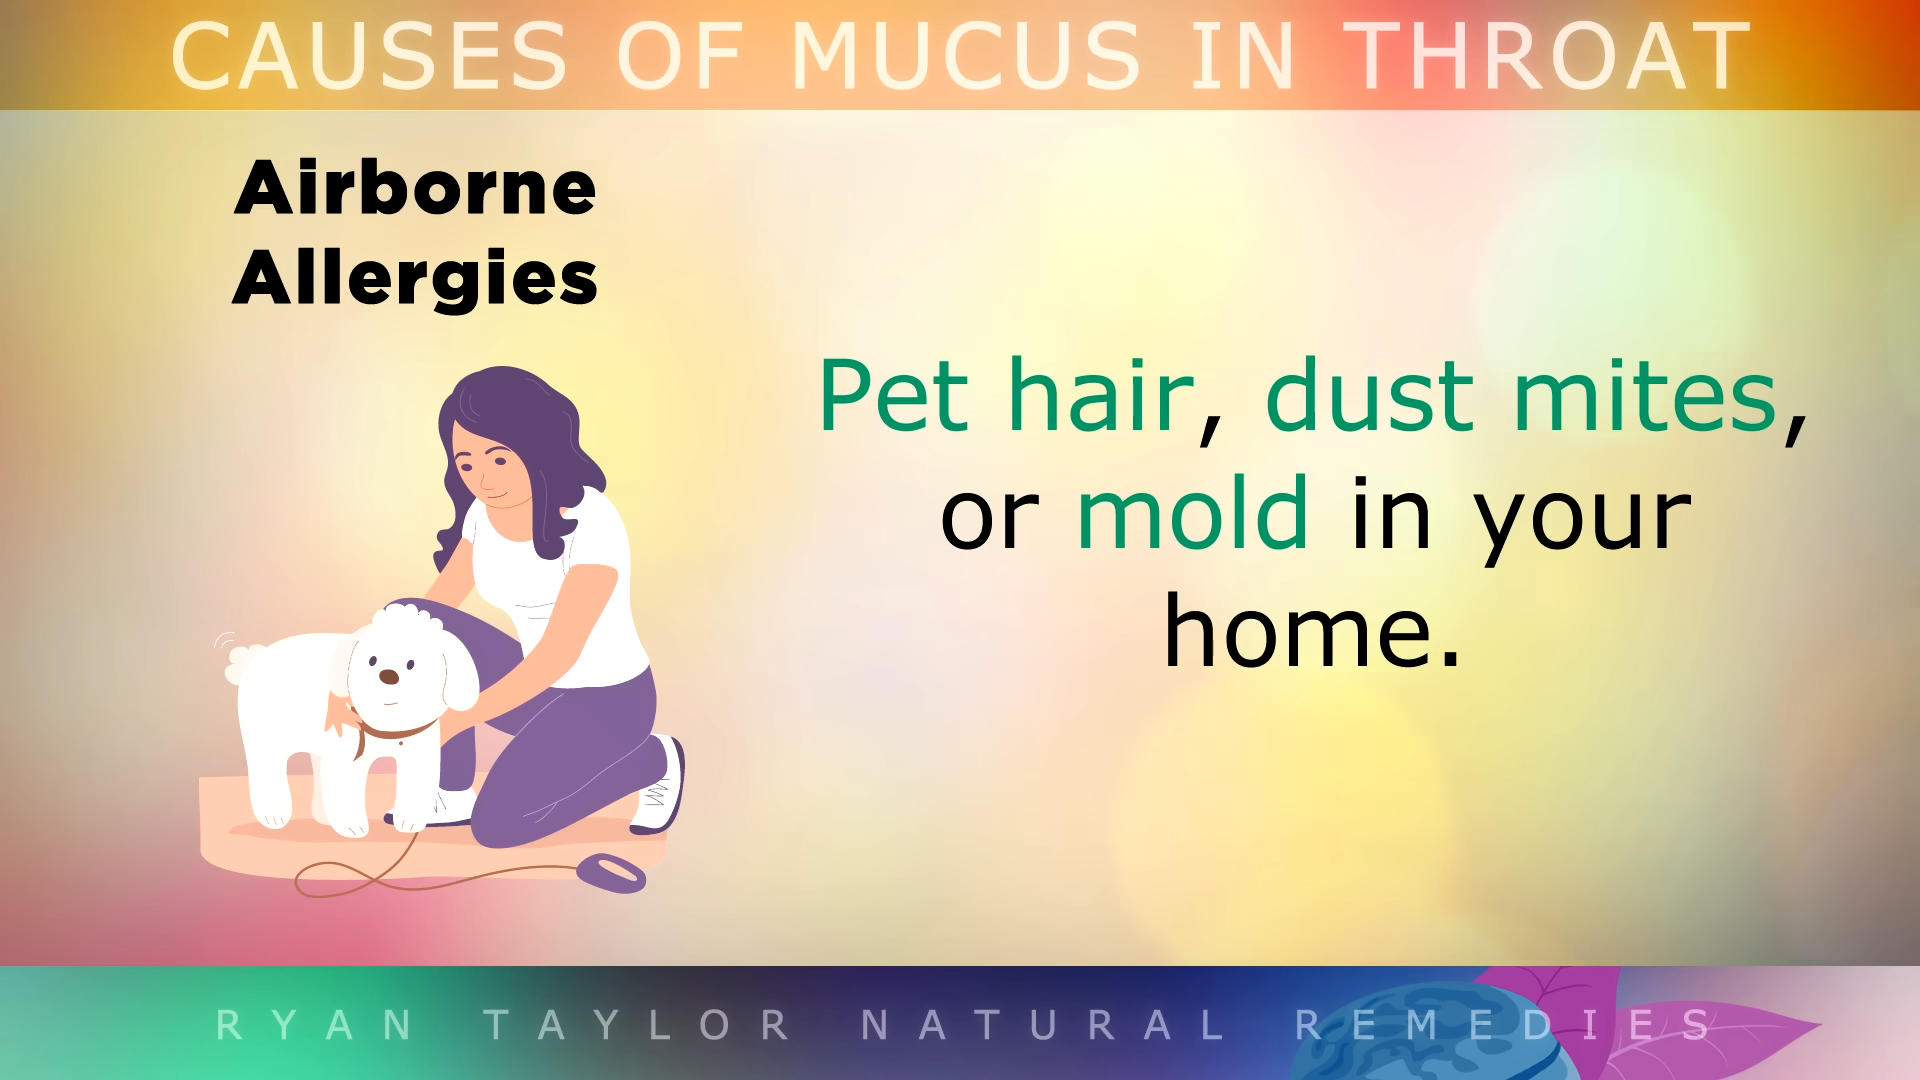 CAUSES OF MUCUS IN THROAT
Airborne
Allergies
Pet hair, dust mites,
or mold in your
home.
RYAN TAYLOR NATURAL REMEDIES